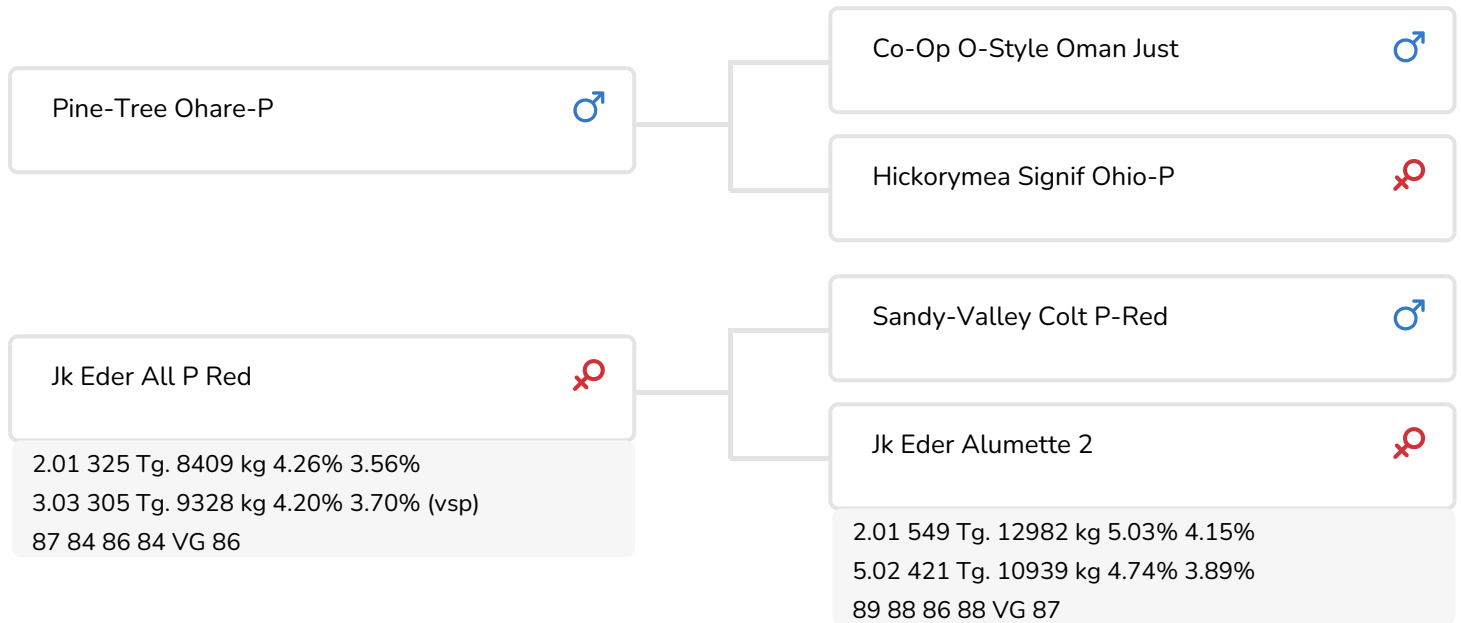 Pine-Tree Ohare-P
Co-Op O-Style Oman Just
Hickorymea Signif Ohio-P
Jk Eder All P Red
2.01 325 Tg. 8409 kg 4.26% 3.56%
3.03 305 Tg. 9328 kg 4.20% 3.70% (vsp)
87 84 86 84 VG 86
Sandy-Valley Colt P-Red
Jk Eder Alumette 2
2.01 549 Tg. 12982 kg 5.03% 4.15%
5.02 421 Tg. 10939 kg 4.74% 3.89%
89 88 86 88 VG 87